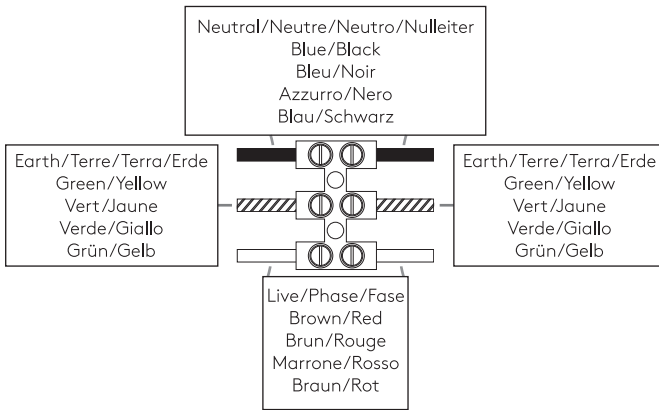 Neutral/Neutre/Neutro/Nulleiter
Blue/Black
Bleu/Noir
Azzurro/Nero
Blau/Schwarz
Earth/Terre/Terra/Erde
Green/Yellow
Vert/Jaune
Verde/Giallo
Grün/Gelb
Earth/Terre/Terra/Erde
Green/Yellow
Vert/Jaune
Verde/Giallo
Grün/Gelb
Live/Phase/Fase
Brown/Red
Brun/Rouge
Marrone/Rosso
Braun/Rot